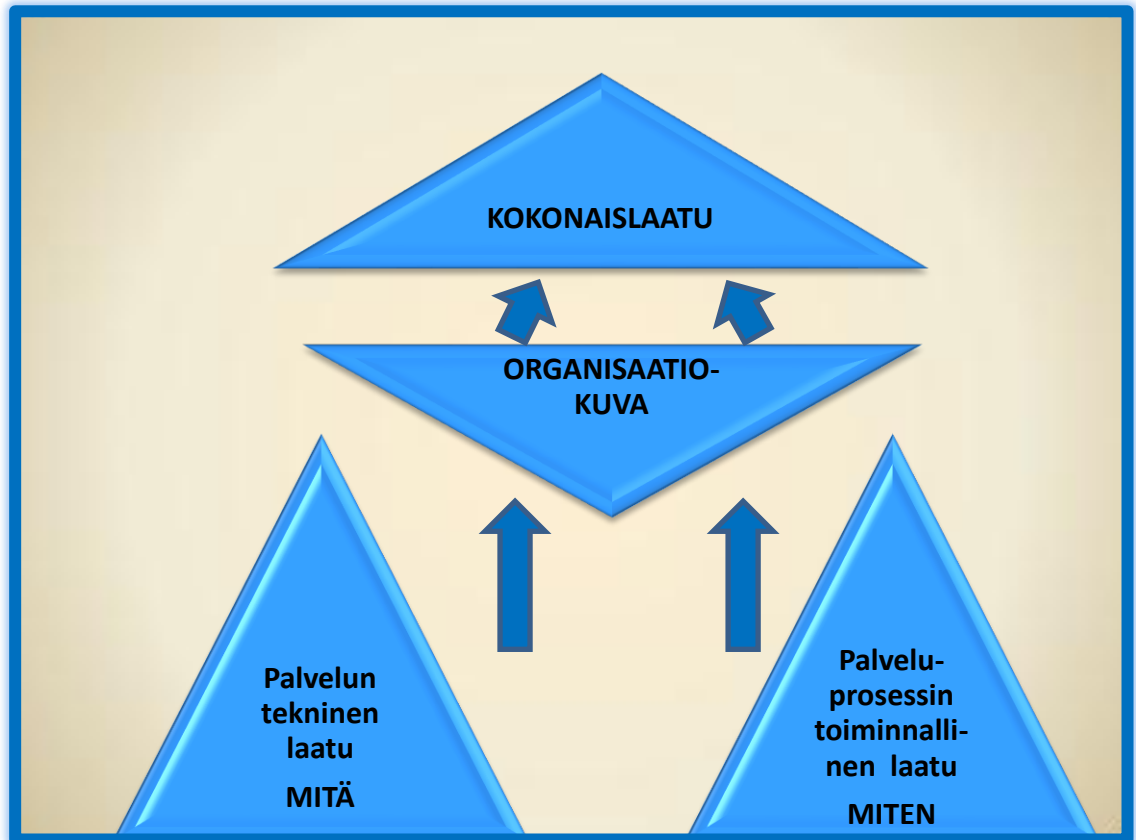 KOKONAISLAATU
ORGANISAATIO-
KUVA
Palvelun
tekninen
laatu
MITÄ
Palvelu-
prosessin
toiminnalli-
nen laatu
MITEN